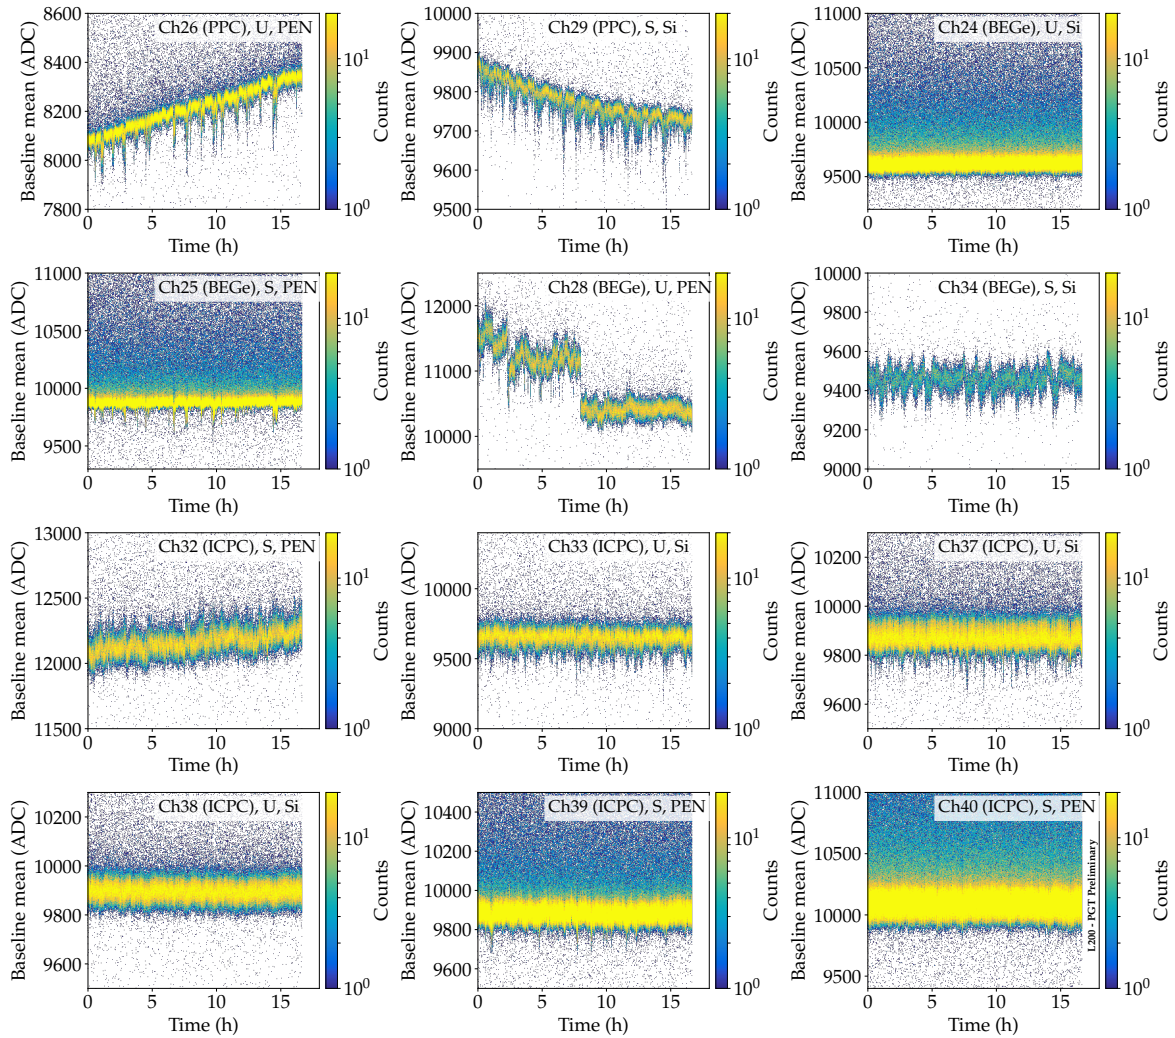 Ch26 (PPC), U, PEN
Baseline mean (ADC)
8600
8400
8200
8000
7800
0 5 10 15
Time (h)
10¹
10⁰
Counts
Ch29 (PPC), S, Si
Baseline mean (ADC)
10000
9900
9800
9700
9600
9500
0 5 10 15
Time (h)
10¹
10⁰
Counts
Ch24 (BEGe), U, Si
Baseline mean (ADC)
11000
10500
10000
9500
0 5 10 15
Time (h)
10¹
10⁰
Counts
Ch25 (BEGe), S, PEN
Baseline mean (ADC)
11000
10500
10000
9500
0 5 10 15
Time (h)
10¹
10⁰
Counts
Ch28 (BEGe), U, PEN
Baseline mean (ADC)
12000
11000
10000
0 5 10 15
Time (h)
10¹
10⁰
Counts
Ch34 (BEGe), S, Si
Baseline mean (ADC)
10000
9800
9600
9400
9200
9000
0 5 10 15
Time (h)
10¹
10⁰
Counts
Ch32 (ICPC), S, PEN
Baseline mean (ADC)
13000
12500
12000
11500
0 5 10 15
Time (h)
10¹
10⁰
Counts
Ch33 (ICPC), U, Si
Baseline mean (ADC)
10000
9500
9000
0 5 10 15
Time (h)
10¹
10⁰
Counts
Ch37 (ICPC), U, Si
Baseline mean (ADC)
10200
10000
9800
9600
0 5 10 15
Time (h)
10¹
10⁰
Counts
Ch38 (ICPC), U, Si
Baseline mean (ADC)
10200
10000
9800
9600
0 5 10 15
Time (h)
10¹
10⁰
Counts
Ch39 (ICPC), S, PEN
Baseline mean (ADC)
10400
10200
10000
9800
9600
0 5 10 15
Time (h)
10¹
10⁰
Counts
Ch40 (ICPC), S, PEN
Baseline mean (ADC)
11000
10500
10000
9500
0 5 10 15
Time (h)
L200 - PGT Preliminary
10¹
10⁰
Counts